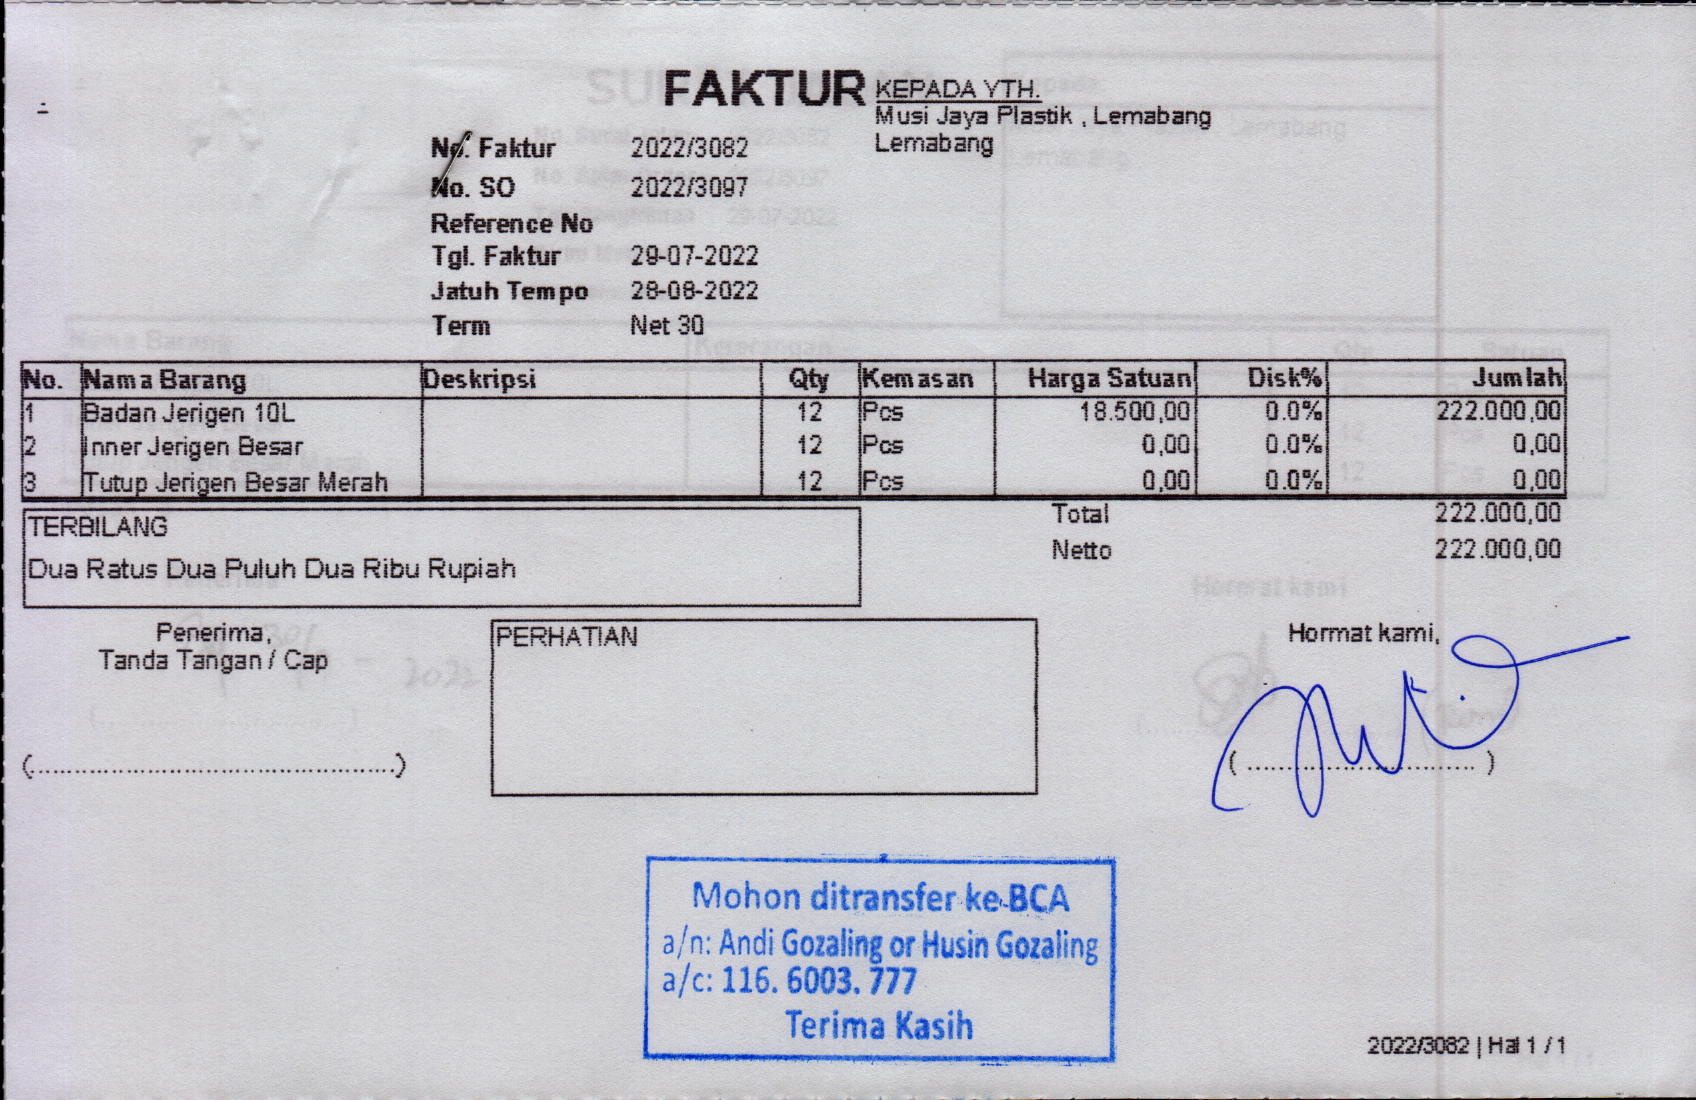 FAKTUR
KEPADA YTH.
Musi Jaya Plastik , Lemabang
Lemabang
No. Faktur 2022/3082
No. SO 2022/3097
Reference No
Tgl. Faktur 29-07-2022
Jatuh Tempo 28-08-2022
Term Net 30
No. Nama Barang Deskripsi Qty Kemasan Harga Satuan Disk% Jumlah
1 Badan Jerigen 10L 12 Pcs 18.500,00 0.0% 222.000,00
2 Inner Jerigen Besar 12 Pcs 0,00 0.0% 0,00
3 Tutup Jerigen Besar Merah 12 Pcs 0,00 0.0% 0,00
Total 222.000,00
Netto 222.000,00
TERBILANG
Dua Ratus Dua Puluh Dua Ribu Rupiah
Penerima,
Tanda Tangan / Cap
(..........................................)
PERHATIAN
Hormat kami,
( ............................ )
Mohon ditransfer ke BCA
a/n: Andi Gozaling or Husin Gozaling
a/c: 116. 6003. 777
Terima Kasih
2022/3082 | Hal 1 / 1